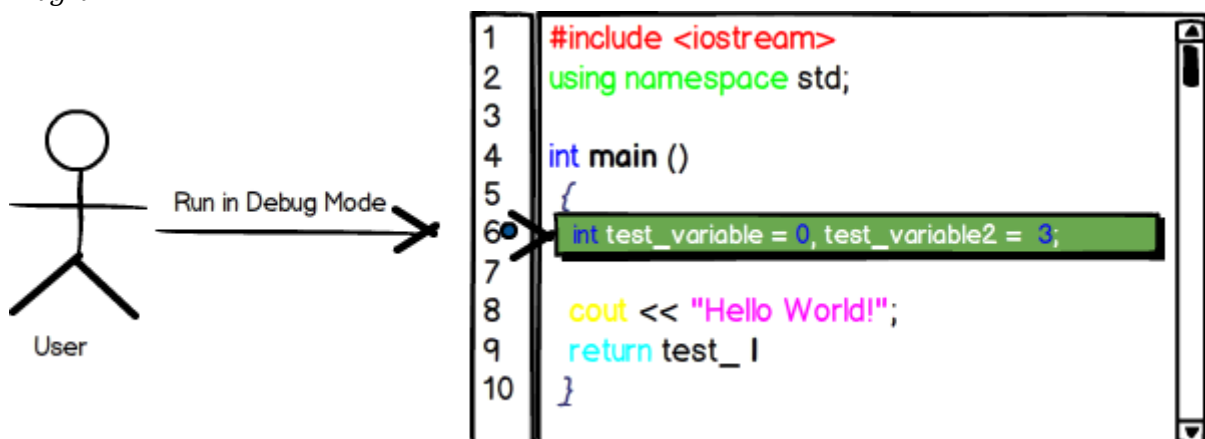 1 #include <iostream>
2 using namespace std;
3
4 int main ()
5 {
Run in Debug Mode
6 int test_variable = 0, test_variable2 = 3;
7
8 cout << "Hello World!";
User
9 return test_ I
10 }